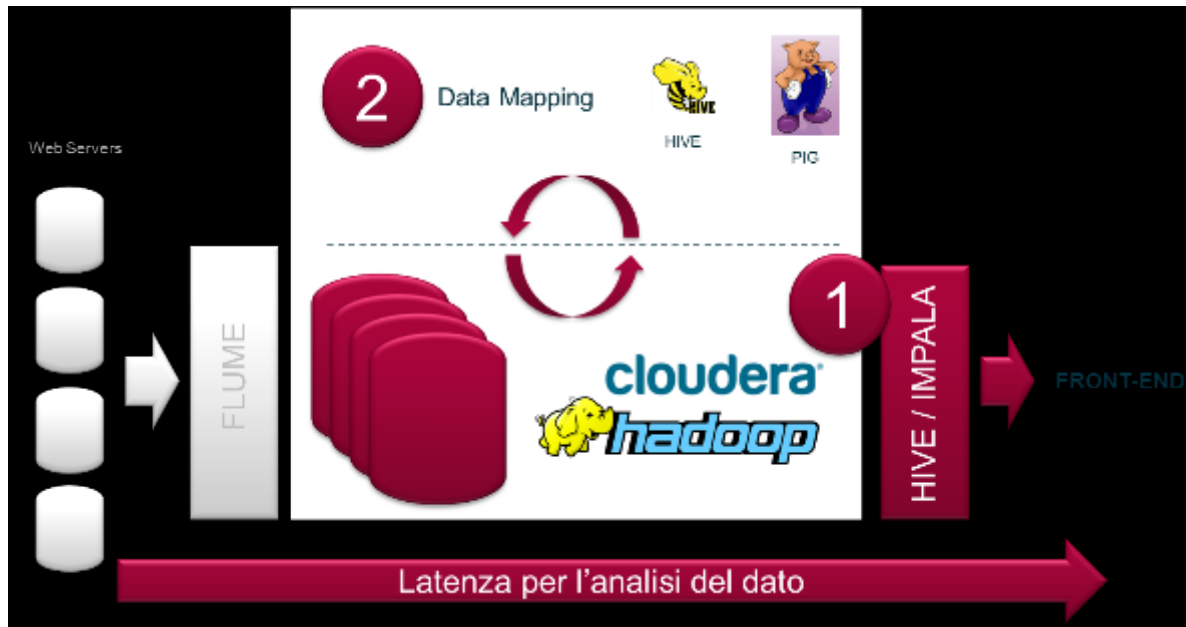 2
Data Mapping
HIVE
HIVE
PIG
Web Servers
FLUME
1
cloudera
hadoop
HIVE / IMPALA
FRONT-END
Latenza per l'analisi del dato